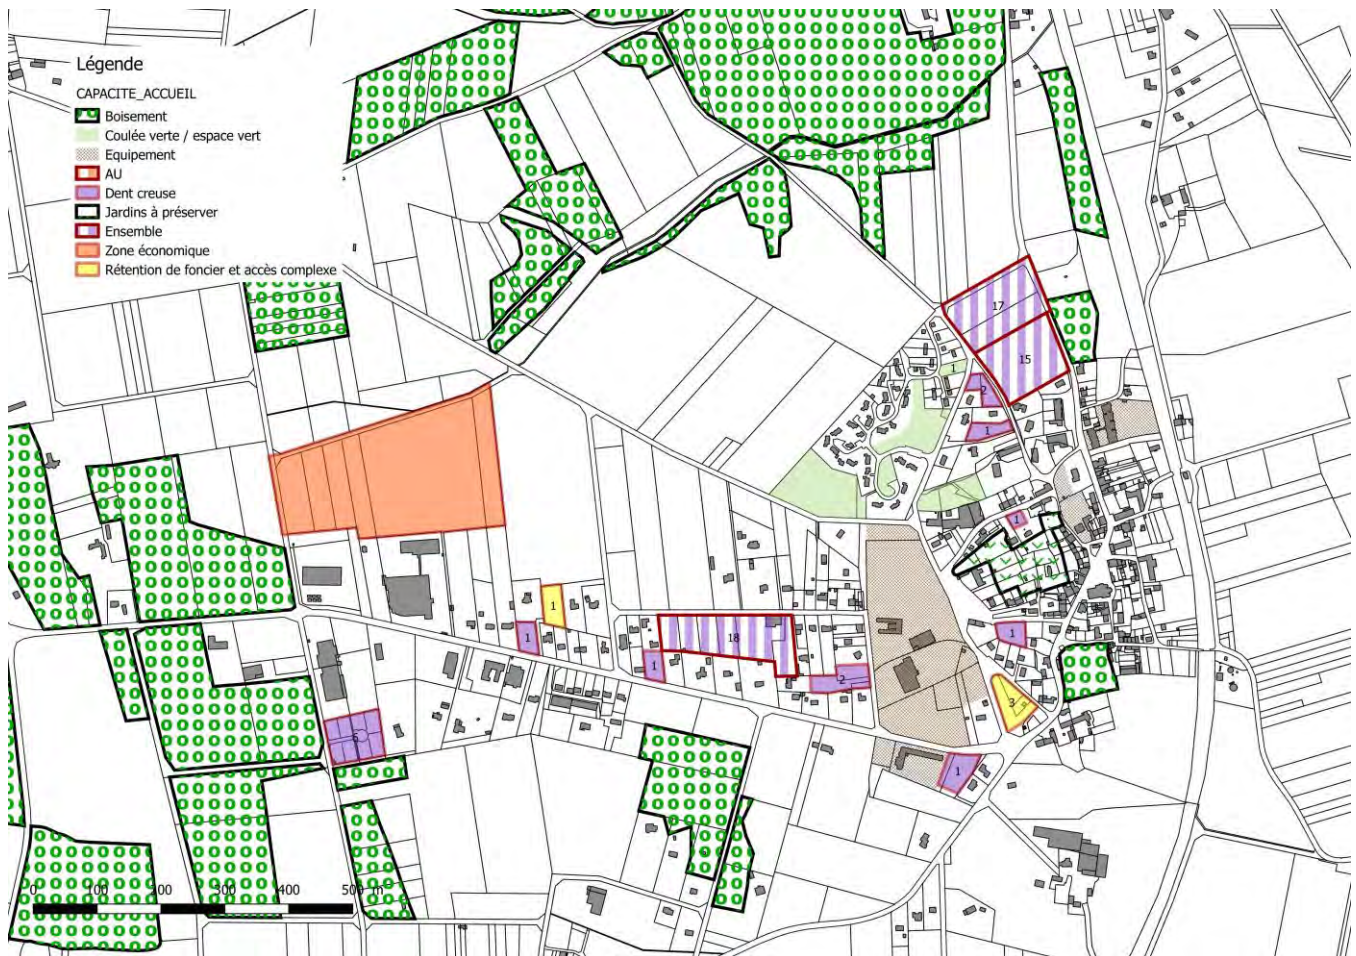 Légende
CAPACITE_ACCUEIL
Boisement
Coulée verte / espace vert
Equipement
AU
Dent creuse
Jardins à préserver
Ensemble
Zone économique
Rétention de foncier et accès complexe
17
15
1
2
1
1
1
1
18
1
1
2
3
6
1
0 100 200 300 400 500 m